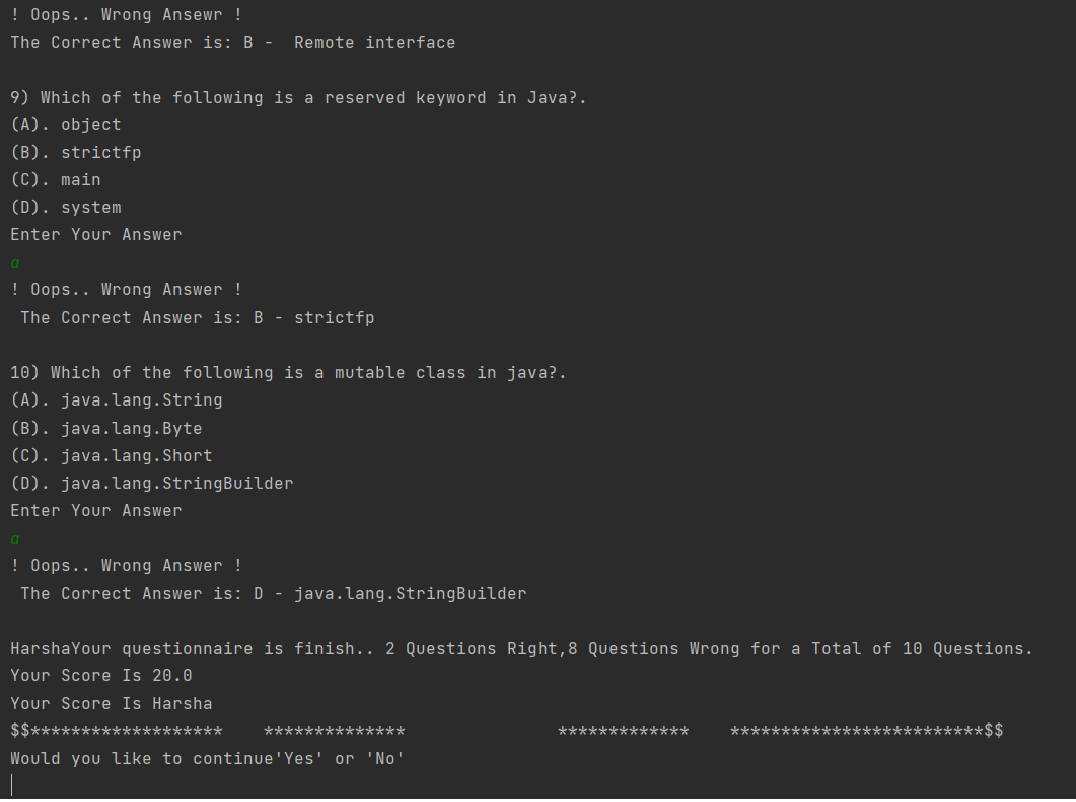 ! Oops.. Wrong Ansewr !
The Correct Answer is: B -  Remote interface
9) Which of the following is a reserved keyword in Java?.
(A). object
(B). strictfp
(C). main
(D). system
Enter Your Answer
a
! Oops.. Wrong Answer !
 The Correct Answer is: B - strictfp
10) Which of the following is a mutable class in java?.
(A). java.lang.String
(B). java.lang.Byte
(C). java.lang.Short
(D). java.lang.StringBuilder
Enter Your Answer
a
! Oops.. Wrong Answer !
 The Correct Answer is: D - java.lang.StringBuilder
HarshaYour questionnaire is finish.. 2 Questions Right,8 Questions Wrong for a Total of 10 Questions.
Your Score Is 20.0
Your Score Is Harsha
$$*******************    **************               *************    *************************$$
Would you like to continue'Yes' or 'No'